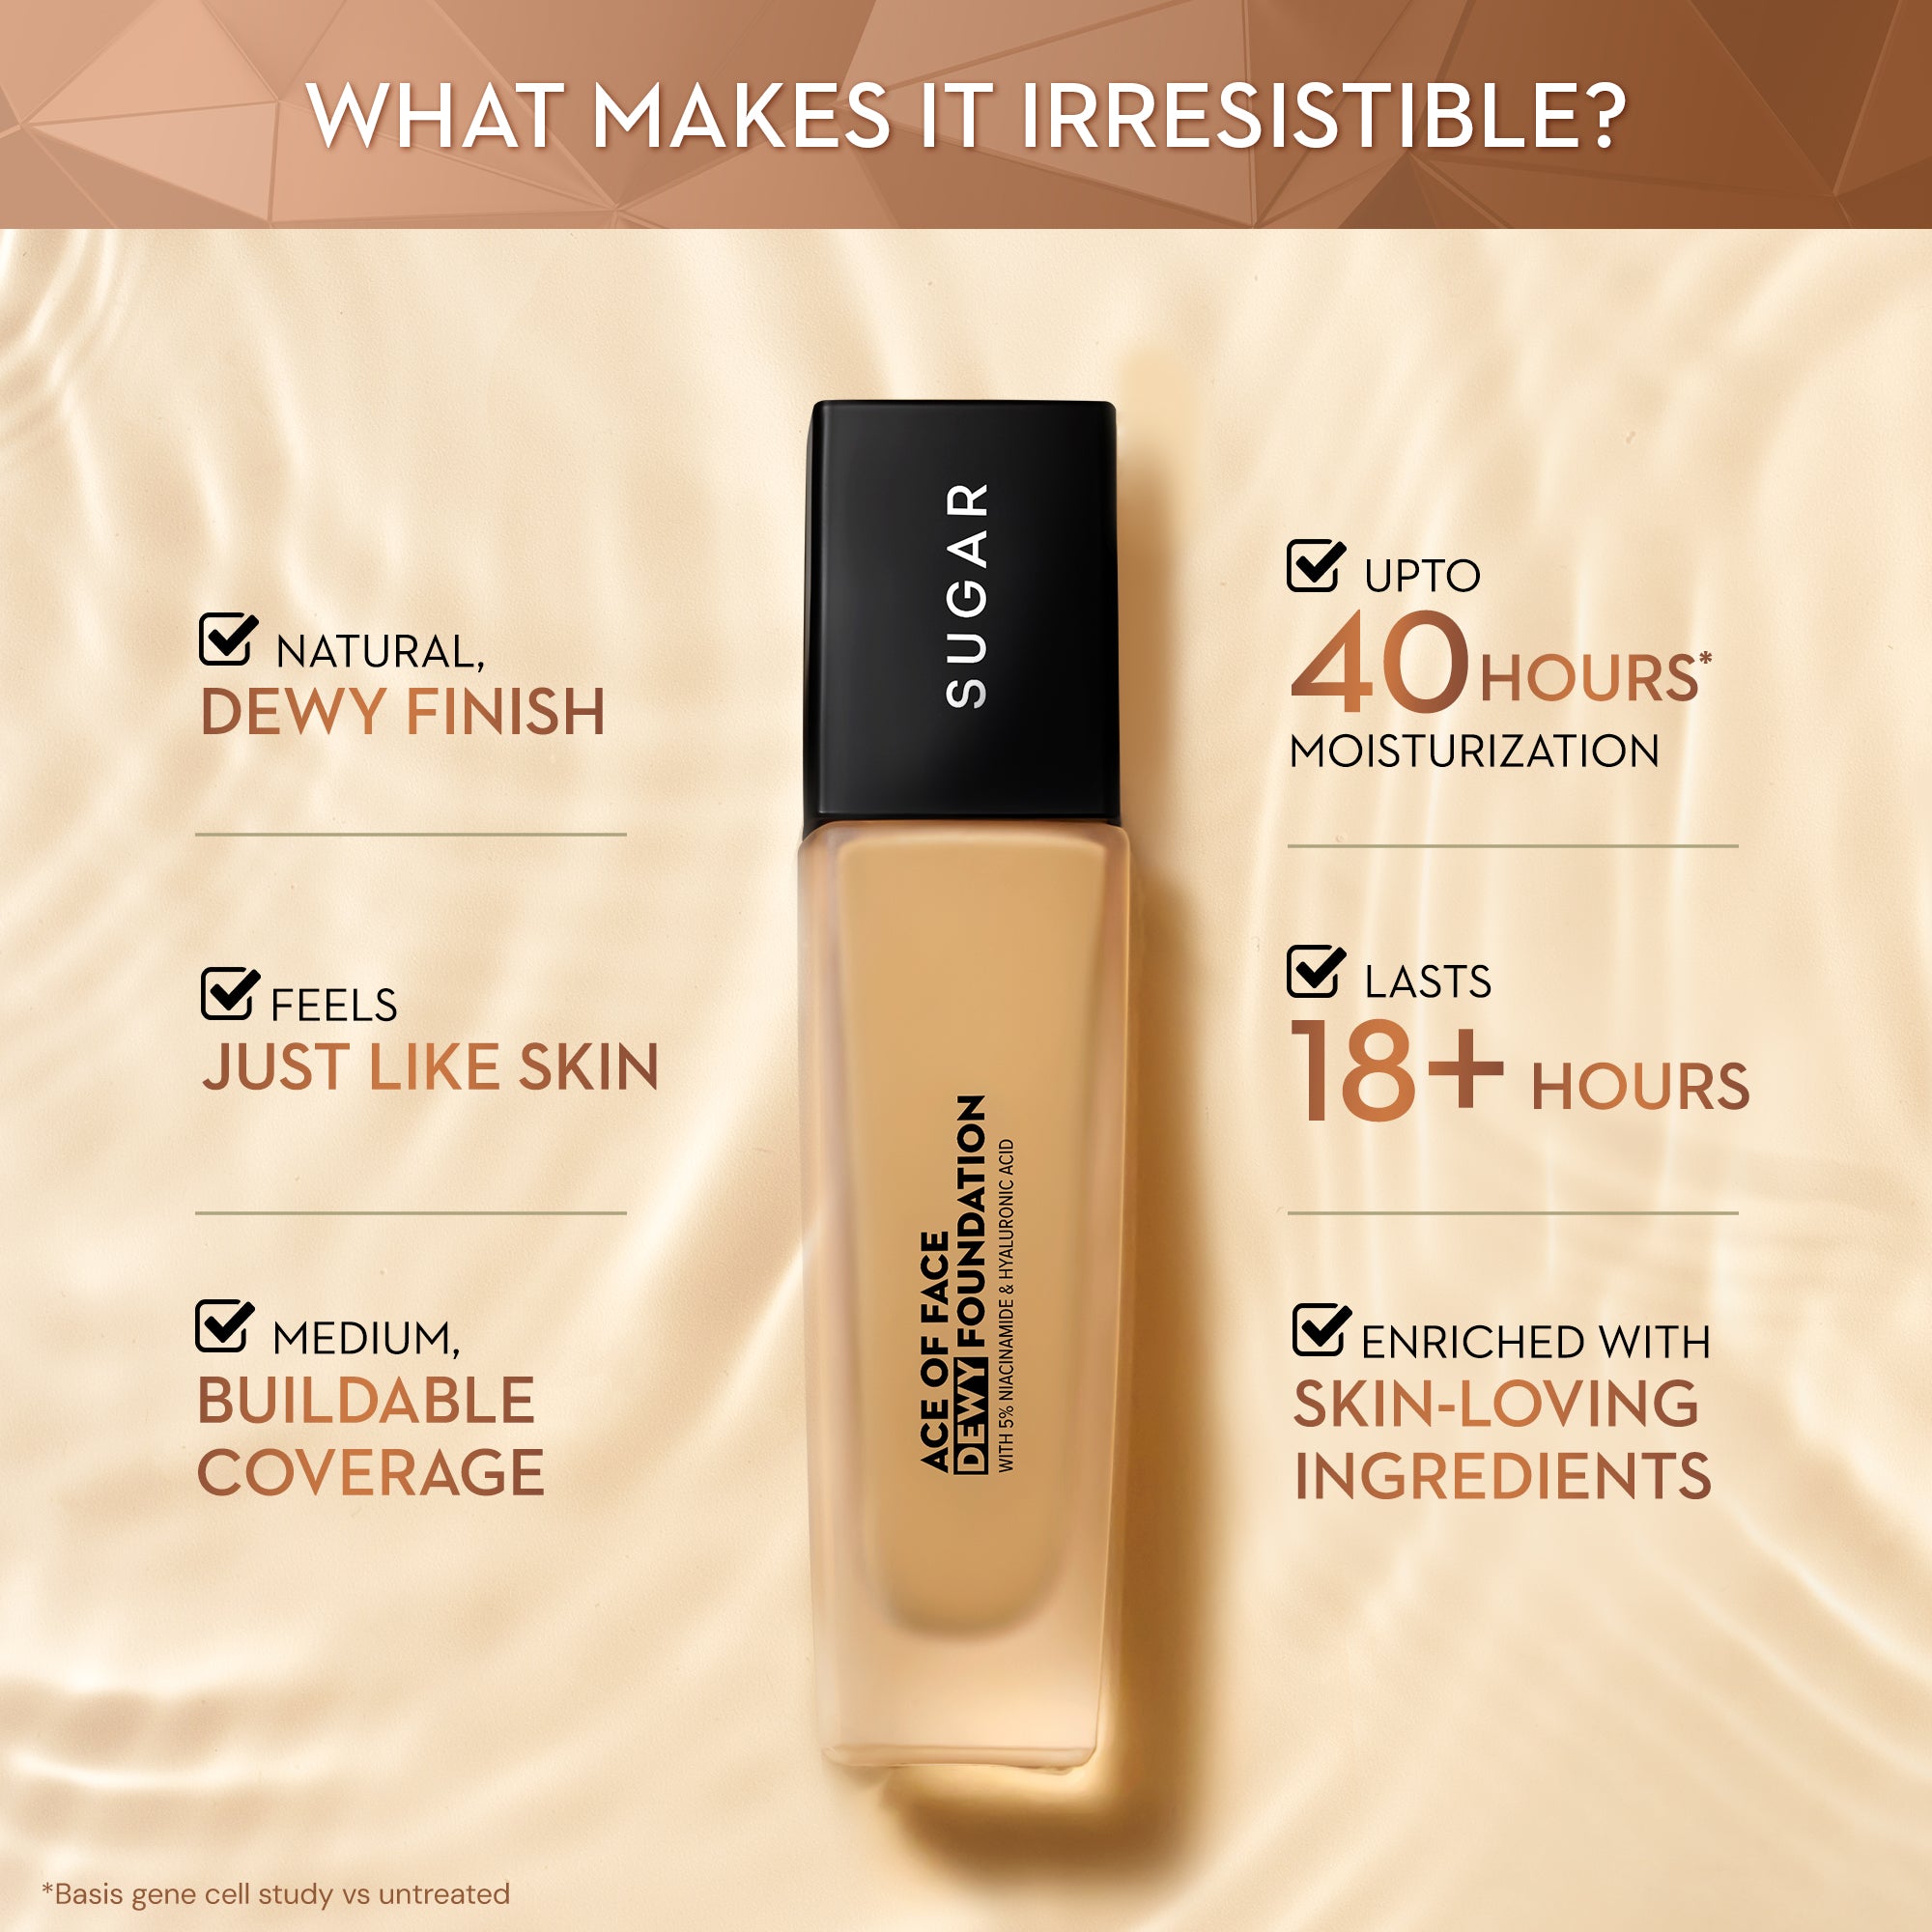 WHAT MAKES IT IRRESISTIBLE?
NATURAL,
DEWY FINISH
FEELS
JUST LIKE SKIN
MEDIUM,
BUILDABLE
COVERAGE
SUGAR
ACE OF FACE
DEWY FOUNDATION
WITH 5% NIACINAMIDE & HYALURONIC ACID
UPTO
40 HOURS*
MOISTURIZATION
LASTS
18+ HOURS
ENRICHED WITH
SKIN-LOVING
INGREDIENTS
*Basis gene cell study vs untreated